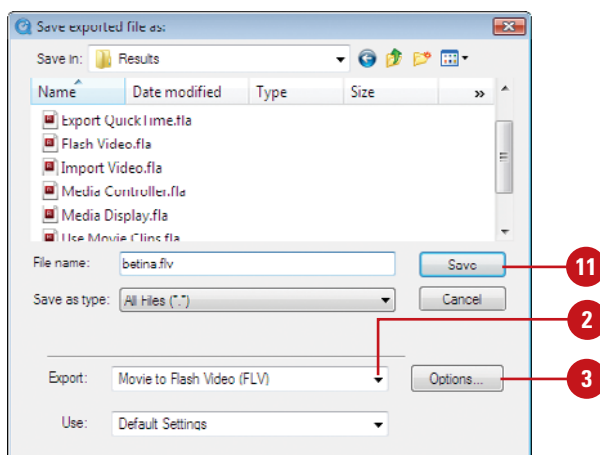 Save exported file as:
Save in: Results
Name Date modified Type Size »
Export QuickTime.fla
Flash Video.fla
Import Video.fla
Media Controller.fla
Media Display.fla
Use Movie Clips.fla
File name: betina.flv Save
11
Save as type: All Files (*.*) Cancel
2
Export: Movie to Flash Video (FLV) Options...
3
Use: Default Settings